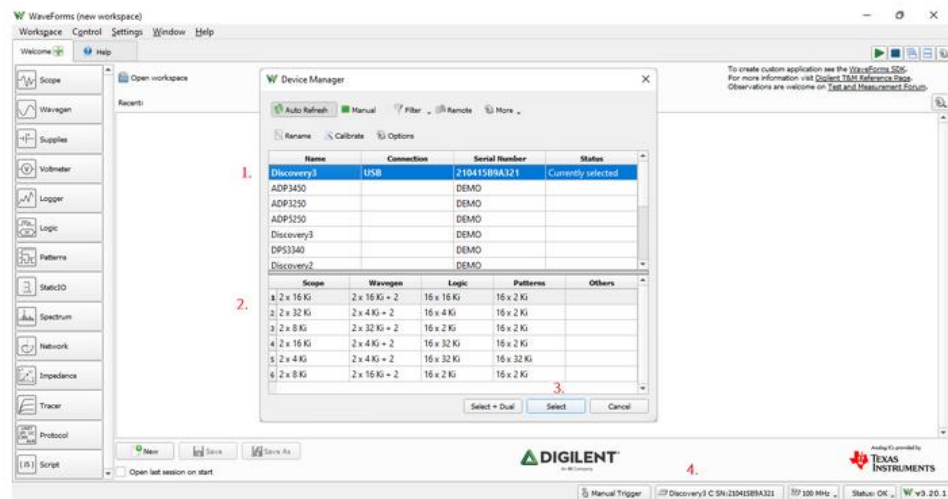 WaveForms (new workspace)
Workspace Control Settings Window Help
Welcome Help
Scope
Wavegen
Supplies
Voltmeter
Logger
Logic
Patterns
StaticIO
Spectrum
Network
Impedance
Tracer
Protocol
Script
Open workspace
Recent:
To create custom application see the WaveForms SDK.
For more information visit Digilent T&M Reference Page.
Observations are welcome on Test and Measurement Forum.
Device Manager
Auto Refresh Manual Filter Remote More
Rename Calibrate Options
Name Connection Serial Number Status
1. Discovery3 USB 210415B9A321 Currently selected
ADP3450 DEMO
ADP3250 DEMO
ADP5250 DEMO
Discovery3 DEMO
DPS3340 DEMO
Discovery2 DEMO
Scope Wavegen Logic Patterns Others
2.
1 2 x 16 Ki 2 x 16 Ki + 2 16 x 16 Ki 16 x 2 Ki
2 2 x 32 Ki 2 x 4 Ki + 2 16 x 4 Ki 16 x 2 Ki
3 2 x 8 Ki 2 x 32 Ki + 2 16 x 2 Ki 16 x 2 Ki
4 2 x 16 Ki 2 x 4 Ki + 2 16 x 32 Ki 16 x 2 Ki
5 2 x 4 Ki 2 x 4 Ki + 2 16 x 32 Ki 16 x 32 Ki
6 2 x 8 Ki 2 x 16 Ki + 2 16 x 2 Ki 16 x 2 Ki
3.
Select + Dual Select Cancel
New Save Save As
Open last session on start
DIGILENT
4.
Analog ICs provided by
TEXAS
INSTRUMENTS
Manual Trigger Discovery3 C SN:210415B9A321 100 MHz Status: OK v3.20.1